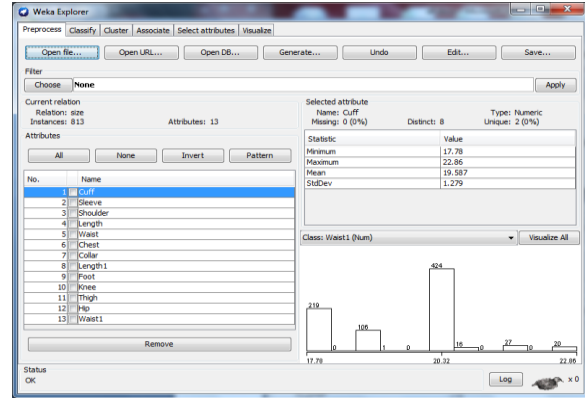 Weka Explorer
Preprocess Classify Cluster Associate Select attributes Visualize
Open file... Open URL... Open DB... Generate... Undo Edit... Save...
Filter
Choose None Apply
Current relation
Relation: size
Instances: 813 Attributes: 13
Attributes
All None Invert Pattern
No. Name
1 Cuff
2 Sleeve
3 Shoulder
4 Length
5 Waist
6 Chest
7 Collar
8 Length1
9 Foot
10 Knee
11 Thigh
12 Hip
13 Waist1
Remove
Selected attribute
Name: Cuff Type: Numeric
Missing: 0 (0%) Distinct: 8 Unique: 2 (0%)
Statistic Value
Minimum 17.78
Maximum 22.86
Mean 19.587
StdDev 1.279
Class: Waist1 (Num) Visualize All
219 0 106 1 0 424 16 0 27 0 20
17.78 20.32 22.86
Status
OK Log x 0